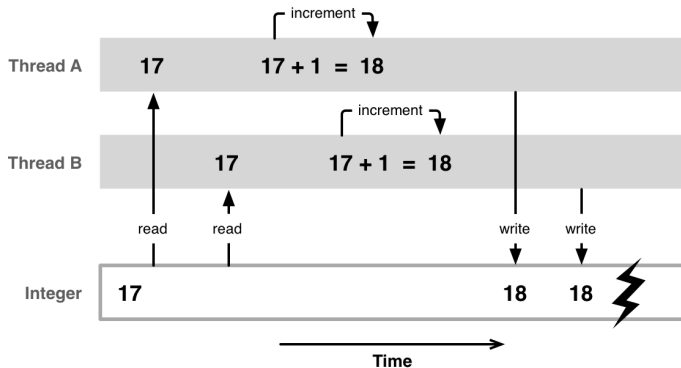 increment
Thread A 17 17 + 1 = 18
increment
Thread B 17 17 + 1 = 18
read read write write
Integer 17 18 18
Time